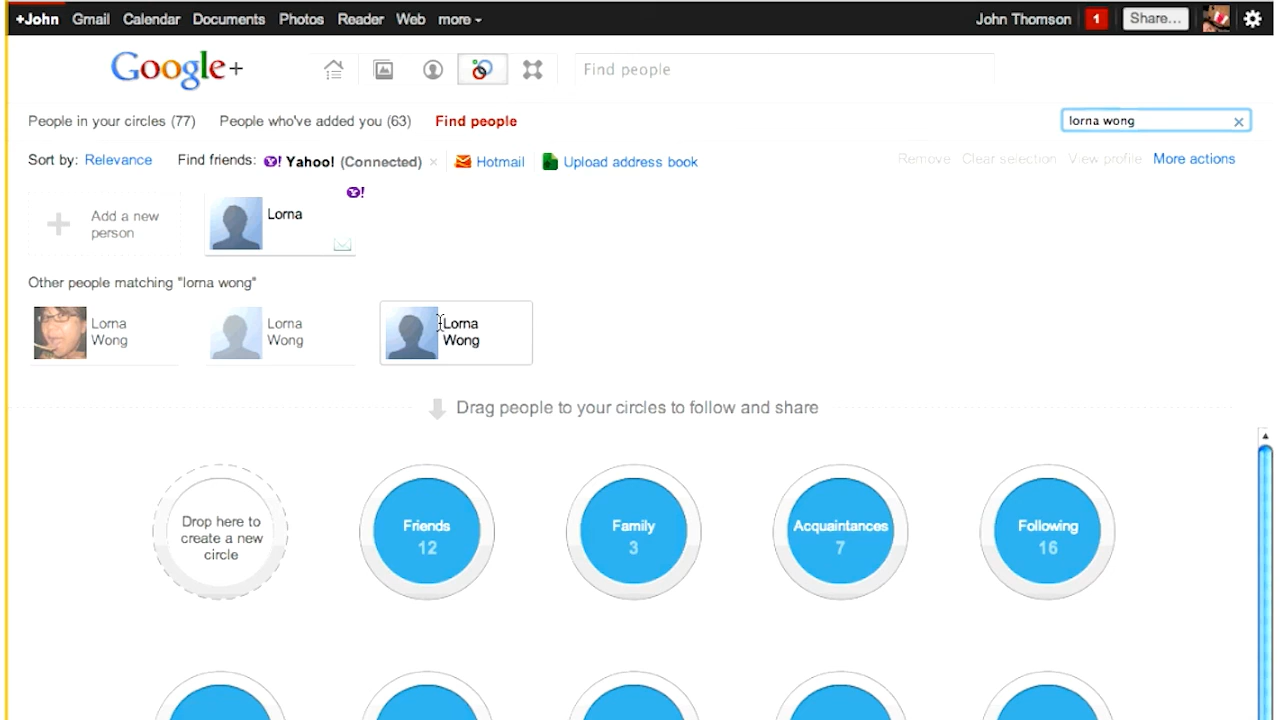 +John Gmail Calendar Documents Photos Reader Web more John Thomson 1 Share...
Google+ Find people
People in your circles (77) People who've added you (63) Find people lorna wong
Sort by: Relevance Find friends: Y! Yahoo! (Connected) × Hotmail Upload address book Remove Clear selection View profile More actions
Y!
Add a new
person
Lorna
Other people matching "lorna wong"
Lorna
Wong
Lorna
Wong
Lorna
Wong
Drag people to your circles to follow and share
Drop here to
create a new
circle
Friends
12
Family
3
Acquaintances
7
Following
16